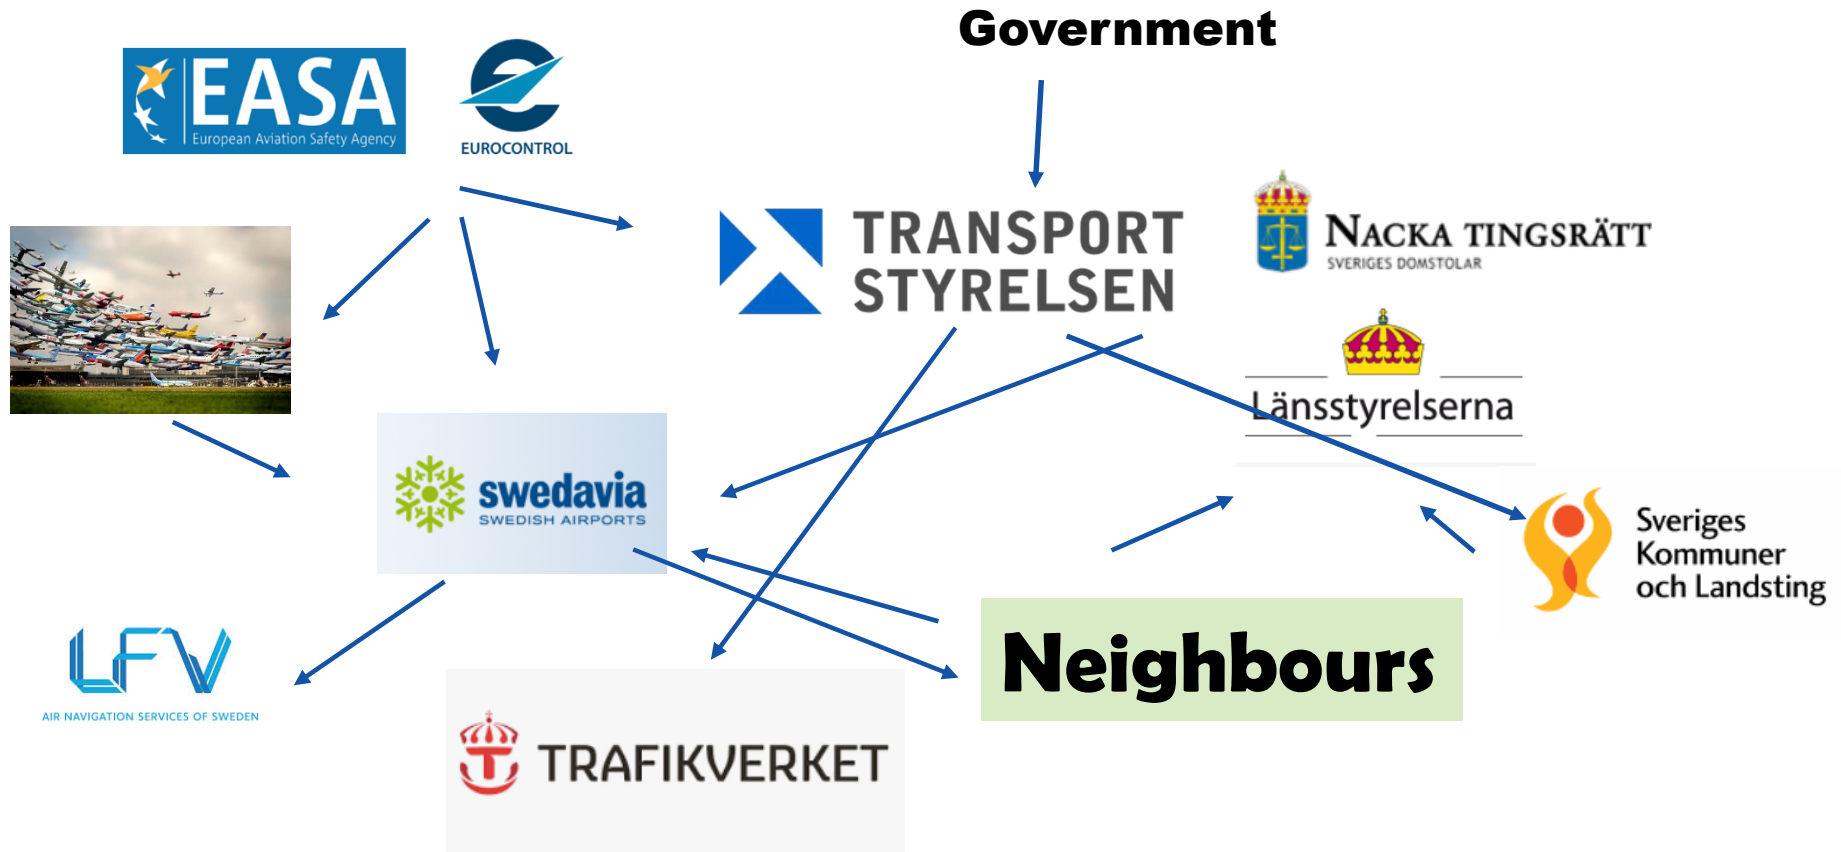 Government
EASA
European Aviation Safety Agency
EUROCONTROL
TRANSPORT
STYRELSEN
NACKA TINGSRÄTT
SVERIGES DOMSTOLAR
Länsstyrelserna
swedavia
SWEDISH AIRPORTS
Sveriges
Kommuner
och Landsting
Neighbours
LFV
AIR NAVIGATION SERVICES OF SWEDEN
TRAFIKVERKET